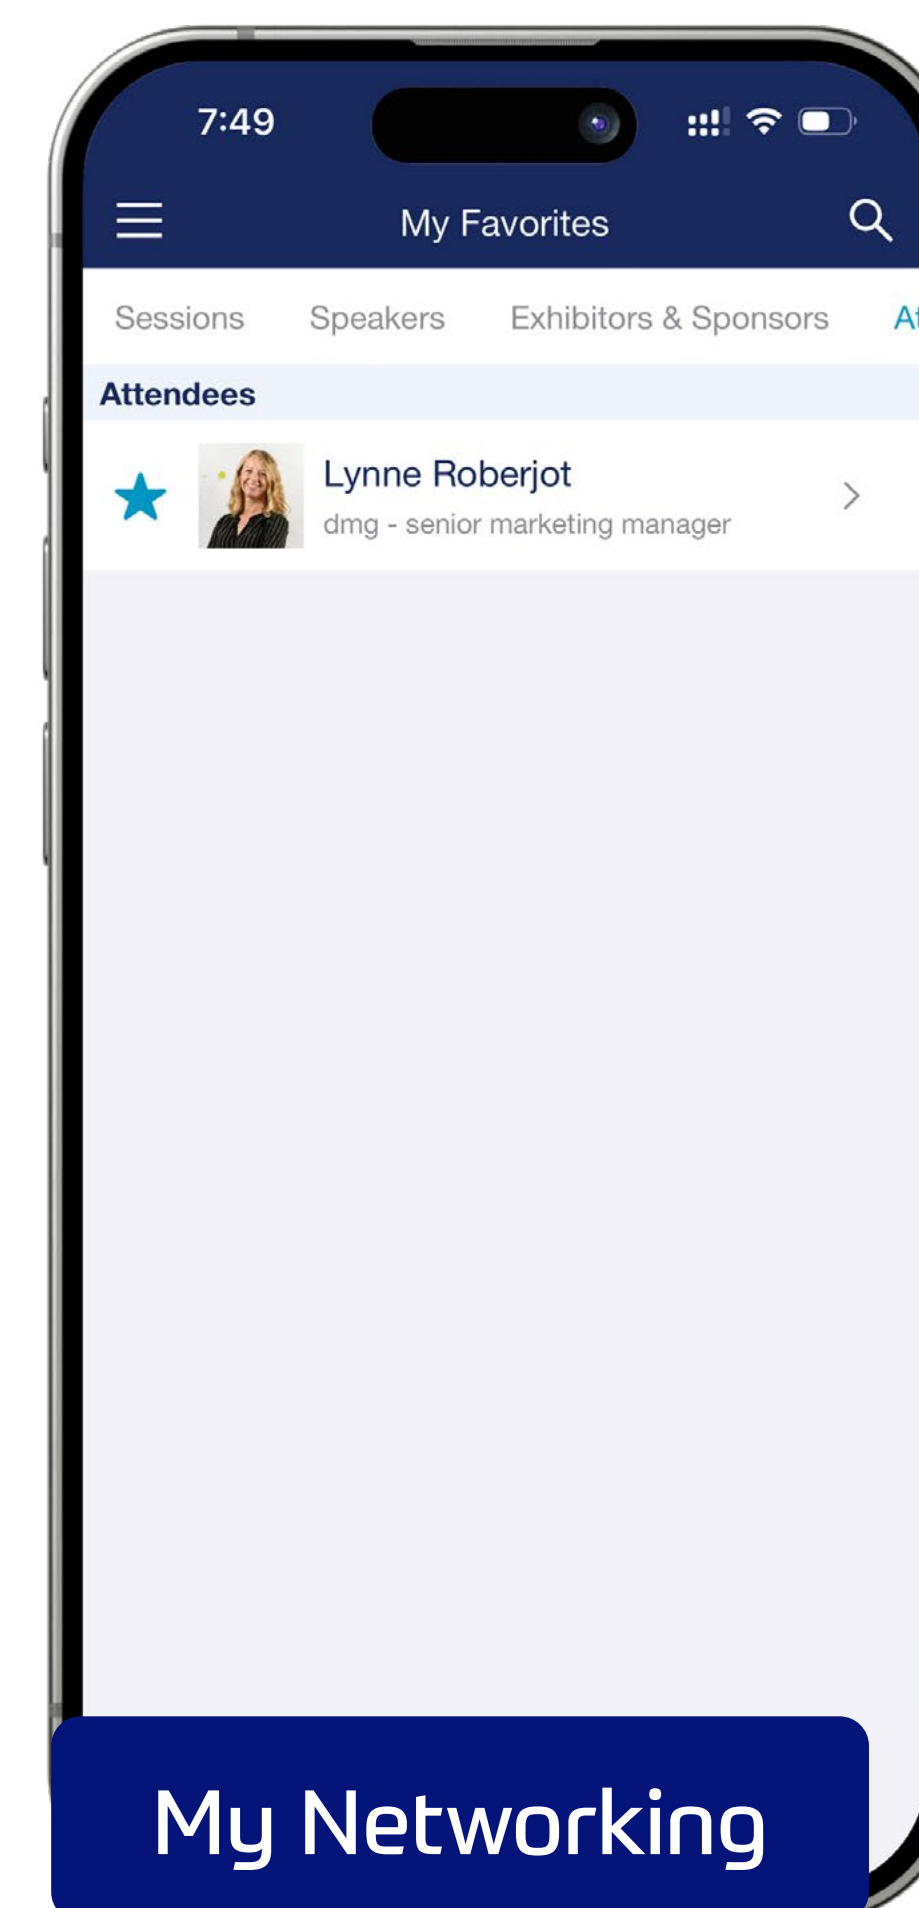 7:49
My Favorites
Sessions Speakers Exhibitors & Sponsors
Attendees
Lynne Roberjot
dmg - senior marketing manager
My Networking